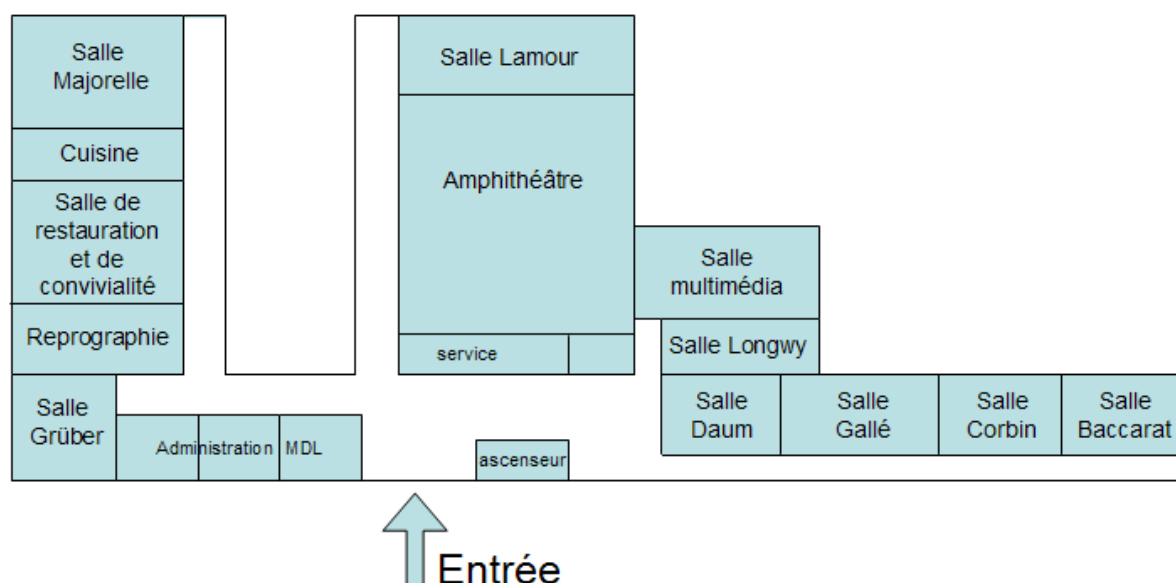 Salle
Majorelle
Cuisine
Salle de
restauration
et de
convivialité
Reprographie
Salle
Grüber
Administration
MDL
Salle Lamour
Amphithéâtre
service
ascenseur
Salle
multimédia
Salle Longwy
Salle
Daum
Salle
Gallé
Salle
Corbin
Salle
Baccarat
Entrée